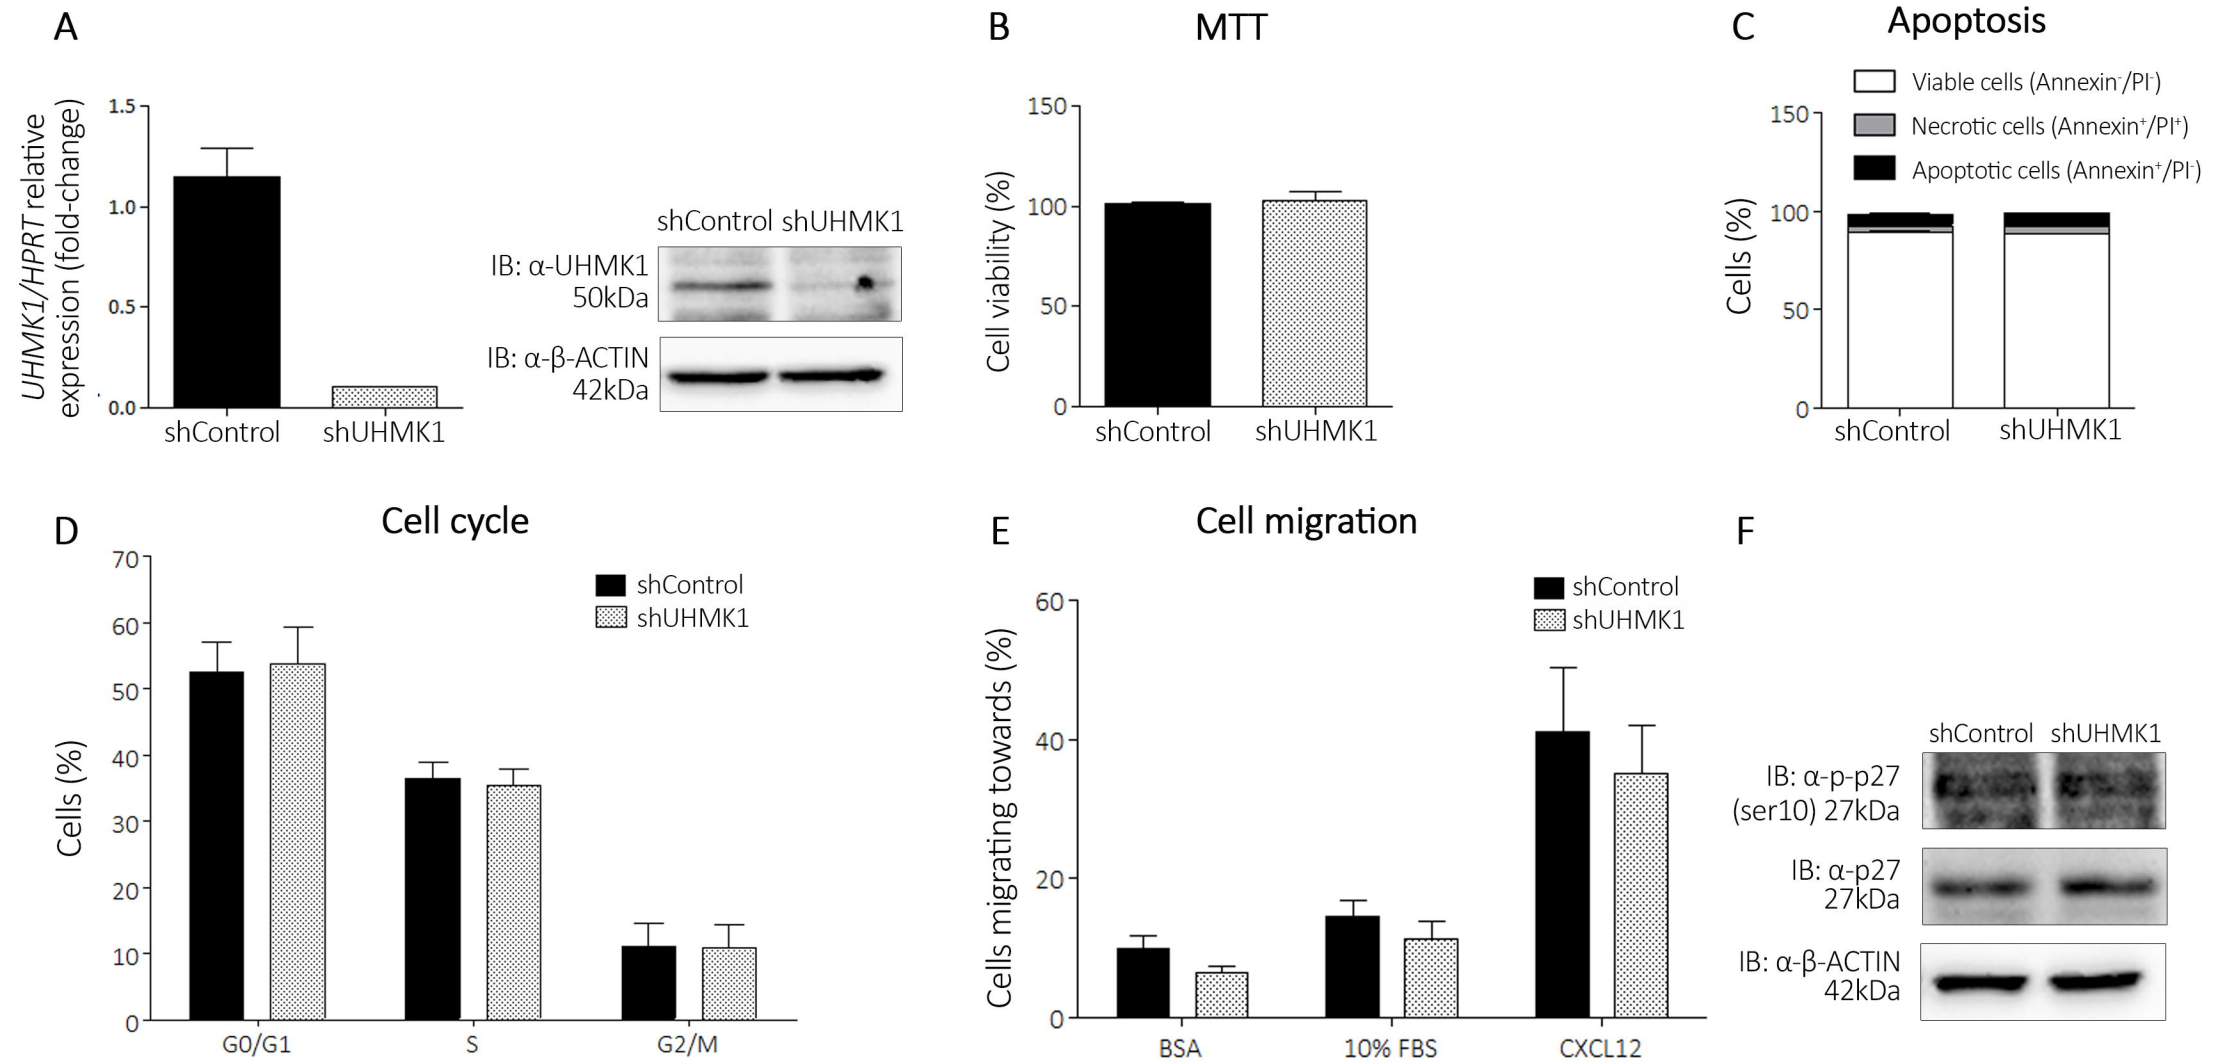 A
UHMK1/HPRT relative
expression (fold-change)
1.5
1.0
0.5
0.0
shControl
shUHMK1
shControl shUHMK1
IB: α-UHMK1
50kDa
IB: α-β-ACTIN
42kDa
B
MTT
Cell viability (%)
150
100
50
0
shControl
shUHMK1
C
Apoptosis
Viable cells (Annexin⁻/PI⁻)
Necrotic cells (Annexin⁺/PI⁺)
Apoptotic cells (Annexin⁺/PI⁻)
Cells (%)
150
100
50
0
shControl
shUHMK1
D
Cell cycle
shControl
shUHMK1
Cells (%)
70
60
50
40
30
20
10
0
G0/G1
S
G2/M
E
Cell migration
shControl
shUHMK1
Cells migrating towards (%)
60
40
20
0
BSA
10% FBS
CXCL12
F
shControl shUHMK1
IB: α-p-p27
(ser10) 27kDa
IB: α-p27
27kDa
IB: α-β-ACTIN
42kDa